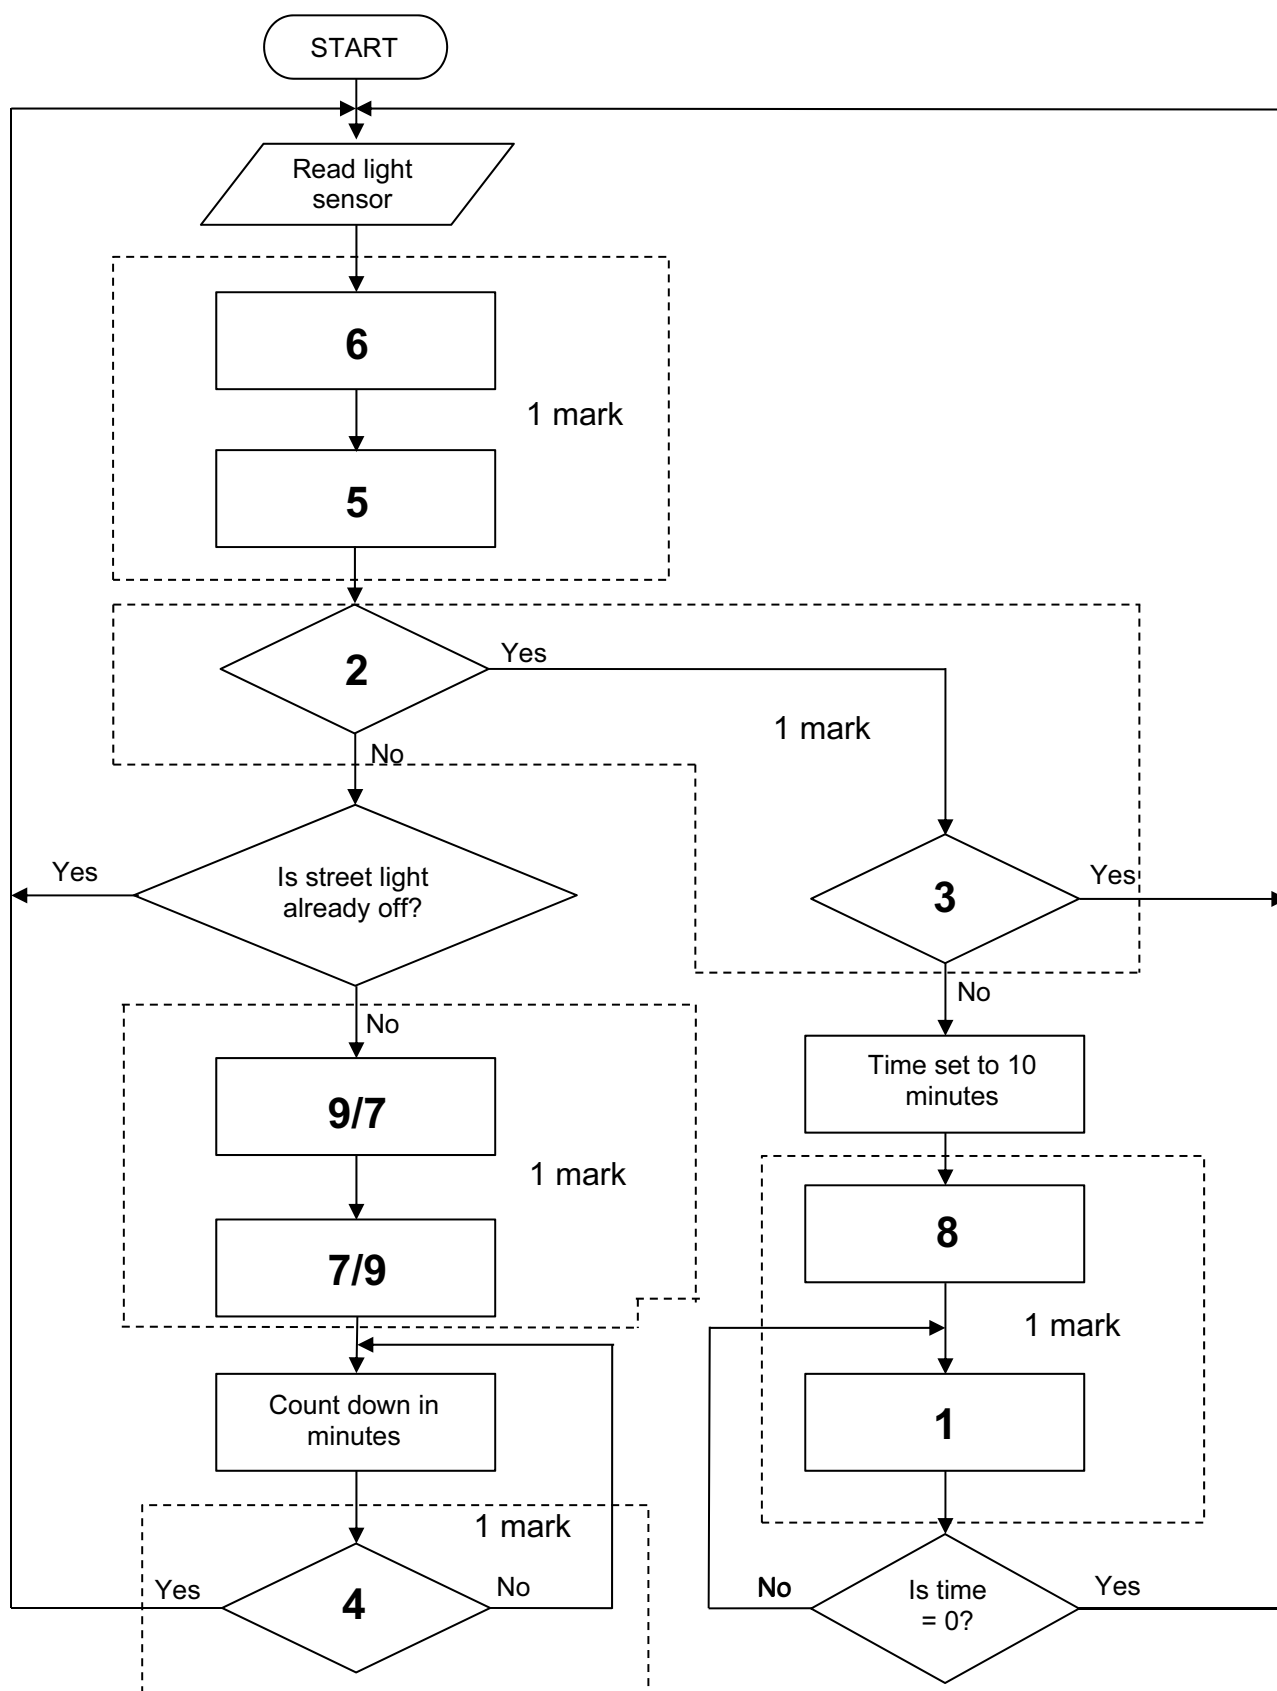 START
Read light
sensor
6
1 mark
5
2
Yes
1 mark
No
Is street light
already off?
Yes
3
Yes
No
No
Time set to 10
minutes
9/7
1 mark
7/9
8
1 mark
Count down in
minutes
1
1 mark
4
Yes
No
No
Is time
= 0?
Yes